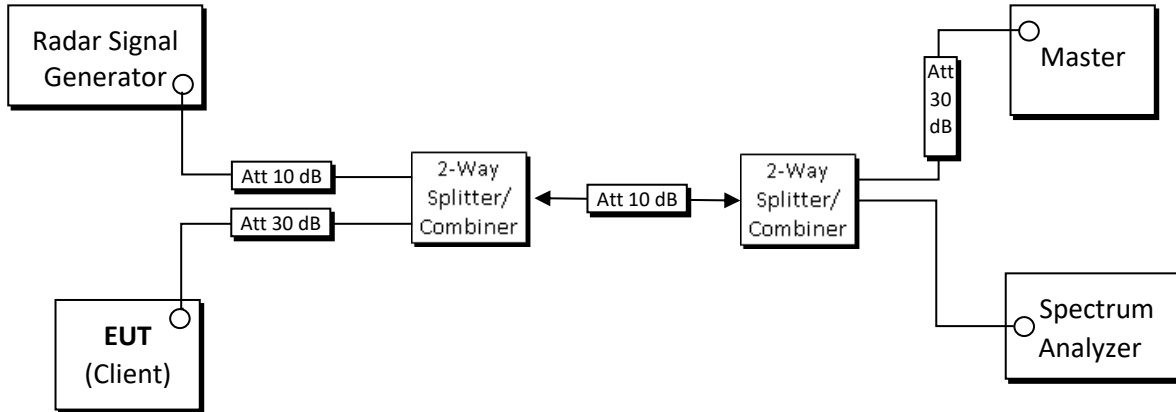 Radar Signal
Generator
Att 10 dB
Att 30 dB
EUT
(Client)
2-Way
Splitter/
Combiner
Att 10 dB
2-Way
Splitter/
Combiner
Att
30
dB
Master
Spectrum
Analyzer